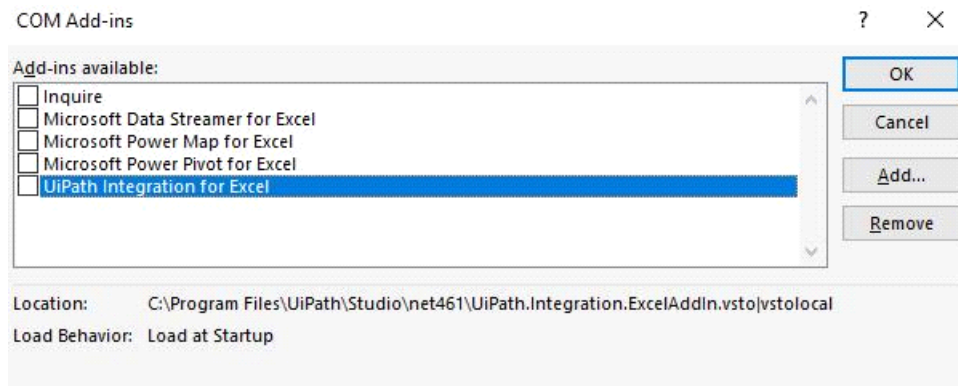 COM Add-ins ? ×
Add-ins available:
Inquire
Microsoft Data Streamer for Excel
Microsoft Power Map for Excel
Microsoft Power Pivot for Excel
UiPath Integration for Excel
OK
Cancel
Add...
Remove
Location: C:\Program Files\UiPath\Studio\net461\UiPath.Integration.ExcelAddIn.vsto|vstolocal
Load Behavior: Load at Startup